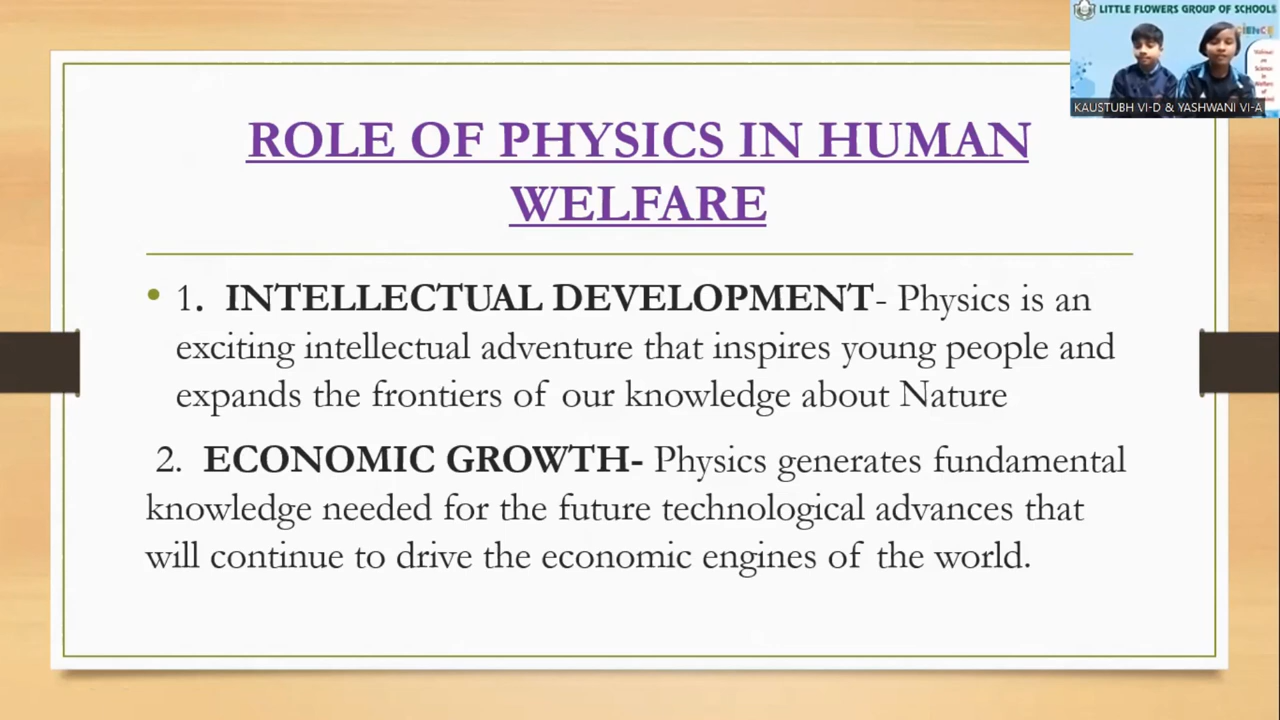 LITTLE FLOWERS GROUP OF SCHOOLS
KAUSTUBH VI-D & YASHWANI VI-A
ROLE OF PHYSICS IN HUMAN
WELFARE
• 1. INTELLECTUAL DEVELOPMENT- Physics is an
exciting intellectual adventure that inspires young people and
expands the frontiers of our knowledge about Nature
2. ECONOMIC GROWTH- Physics generates fundamental
knowledge needed for the future technological advances that
will continue to drive the economic engines of the world.